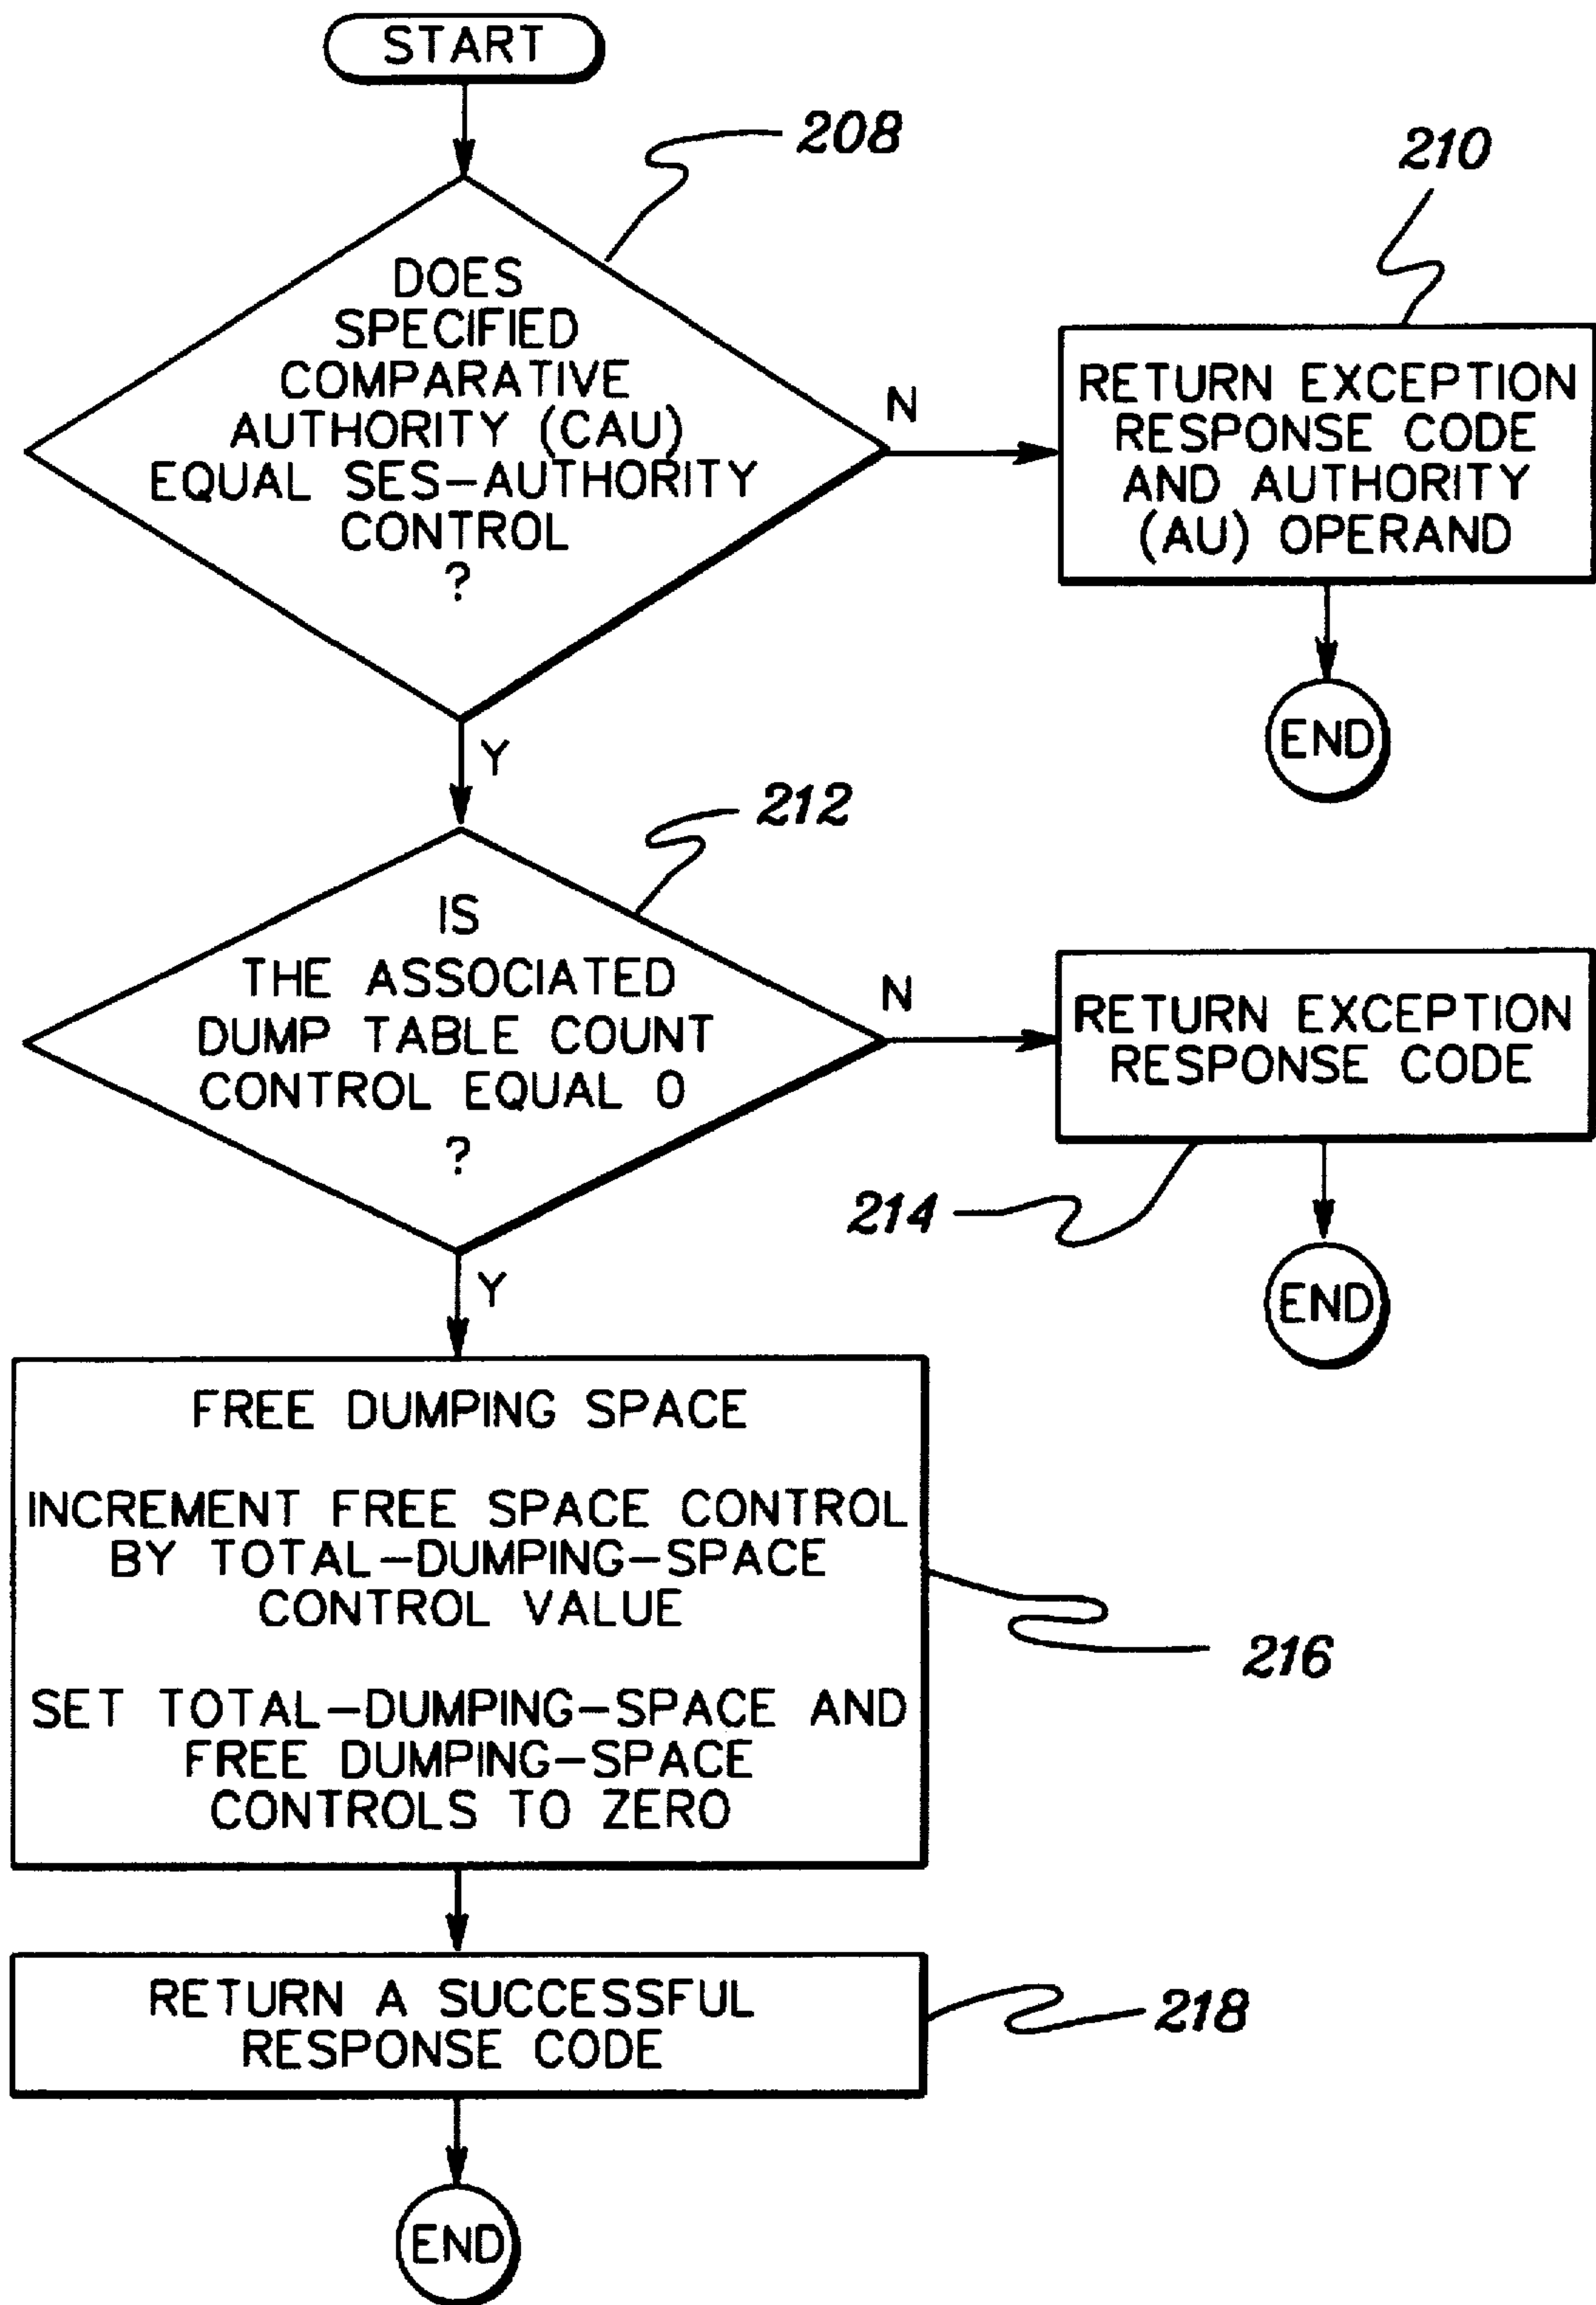 START
208
210
DOES
SPECIFIED
COMPARATIVE
AUTHORITY (CAU)
EQUAL SES-AUTHORITY
CONTROL
?
N
RETURN EXCEPTION
RESPONSE CODE
AND AUTHORITY
(AU) OPERAND
END
Y
212
IS
THE ASSOCIATED
DUMP TABLE COUNT
CONTROL EQUAL 0
?
N
RETURN EXCEPTION
RESPONSE CODE
214
END
Y
FREE DUMPING SPACE
INCREMENT FREE SPACE CONTROL
BY TOTAL-DUMPING-SPACE
CONTROL VALUE
SET TOTAL-DUMPING-SPACE AND
FREE DUMPING-SPACE
CONTROLS TO ZERO
216
RETURN A SUCCESSFUL
RESPONSE CODE
218
END